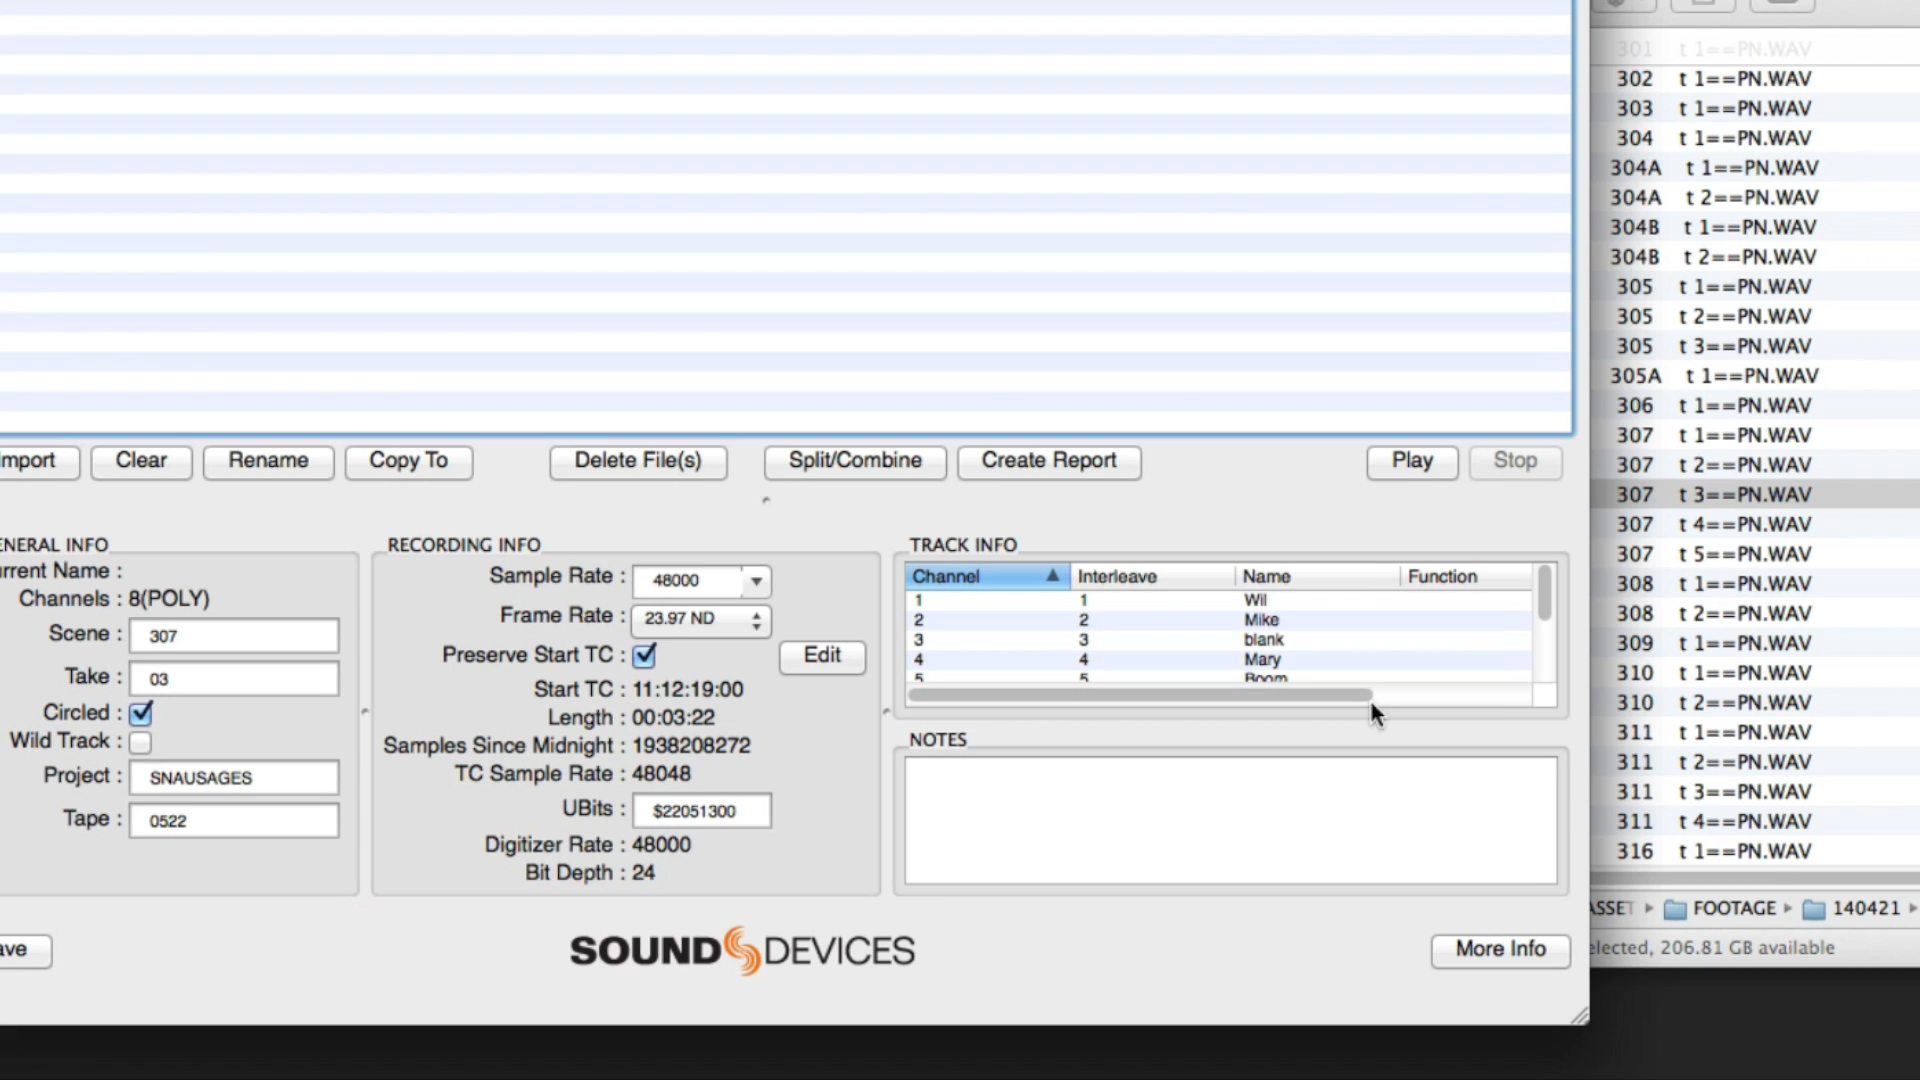 Import Clear Rename Copy To Delete File(s) Split/Combine Create Report Play Stop
GENERAL INFO
Current Name :
Channels : 8(POLY)
Scene : 307
Take : 03
Circled :
Wild Track :
Project : SNAUSAGES
Tape : 0522
RECORDING INFO
Sample Rate : 48000
Frame Rate : 23.97 ND
Preserve Start TC : Edit
Start TC : 11:12:19:00
Length : 00:03:22
Samples Since Midnight : 1938208272
TC Sample Rate : 48048
UBits : $22051300
Digitizer Rate : 48000
Bit Depth : 24
TRACK INFO
Channel Interleave Name Function
1 1 Wil
2 2 Mike
3 3 blank
4 4 Mary
5 5 Boom
NOTES
Save
SOUND DEVICES
More Info
301 t 1==PN.WAV
302 t 1==PN.WAV
303 t 1==PN.WAV
304 t 1==PN.WAV
304A t 1==PN.WAV
304A t 2==PN.WAV
304B t 1==PN.WAV
304B t 2==PN.WAV
305 t 1==PN.WAV
305 t 2==PN.WAV
305 t 3==PN.WAV
305A t 1==PN.WAV
306 t 1==PN.WAV
307 t 1==PN.WAV
307 t 2==PN.WAV
307 t 3==PN.WAV
307 t 4==PN.WAV
307 t 5==PN.WAV
308 t 1==PN.WAV
308 t 2==PN.WAV
309 t 1==PN.WAV
310 t 1==PN.WAV
310 t 2==PN.WAV
311 t 1==PN.WAV
311 t 2==PN.WAV
311 t 3==PN.WAV
311 t 4==PN.WAV
316 t 1==PN.WAV
ASSET FOOTAGE 140421
selected, 206.81 GB available